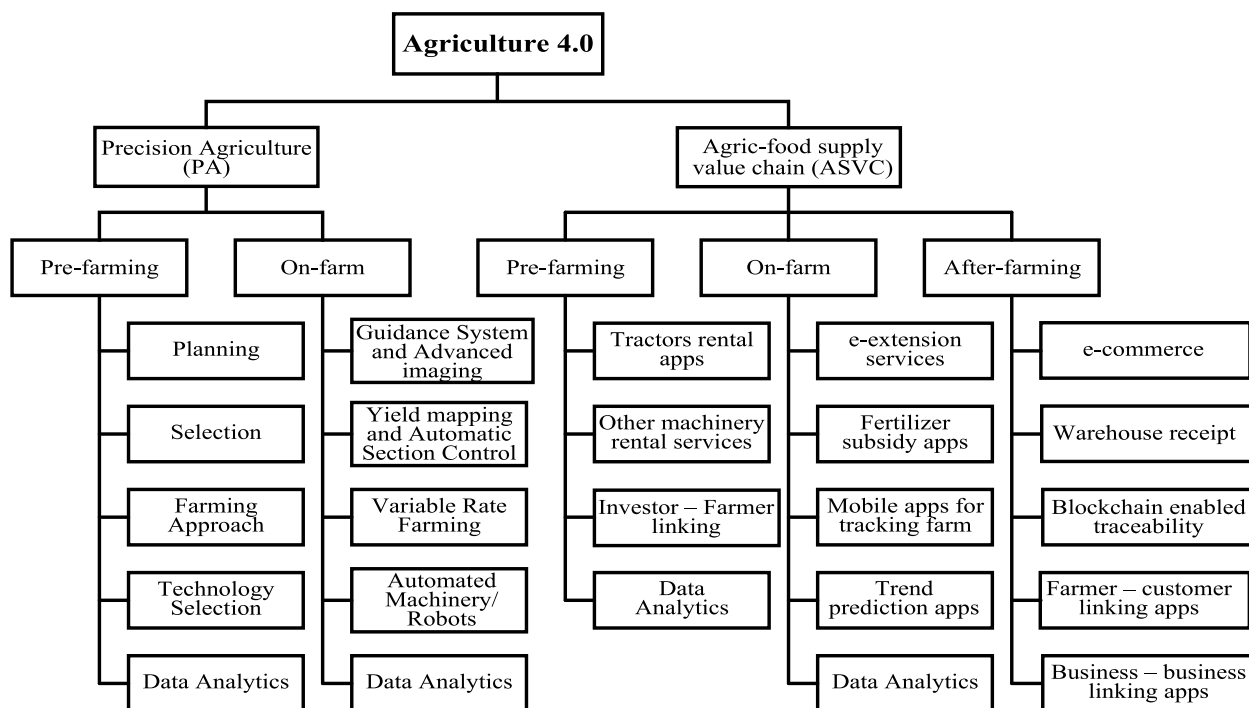 Agriculture 4.0
Precision Agriculture
(PA)
Agric-food supply
value chain (ASVC)
Pre-farming
On-farm
Pre-farming
On-farm
After-farming
Planning
Selection
Farming
Approach
Technology
Selection
Data Analytics
Guidance System
and Advanced
imaging
Yield mapping
and Automatic
Section Control
Variable Rate
Farming
Automated
Machinery/
Robots
Data Analytics
Tractors rental
apps
Other machinery
rental services
Investor – Farmer
linking
Data
Analytics
e-extension
services
Fertilizer
subsidy apps
Mobile apps for
tracking farm
Trend
prediction apps
Data Analytics
e-commerce
Warehouse receipt
Blockchain enabled
traceability
Farmer – customer
linking apps
Business – business
linking apps